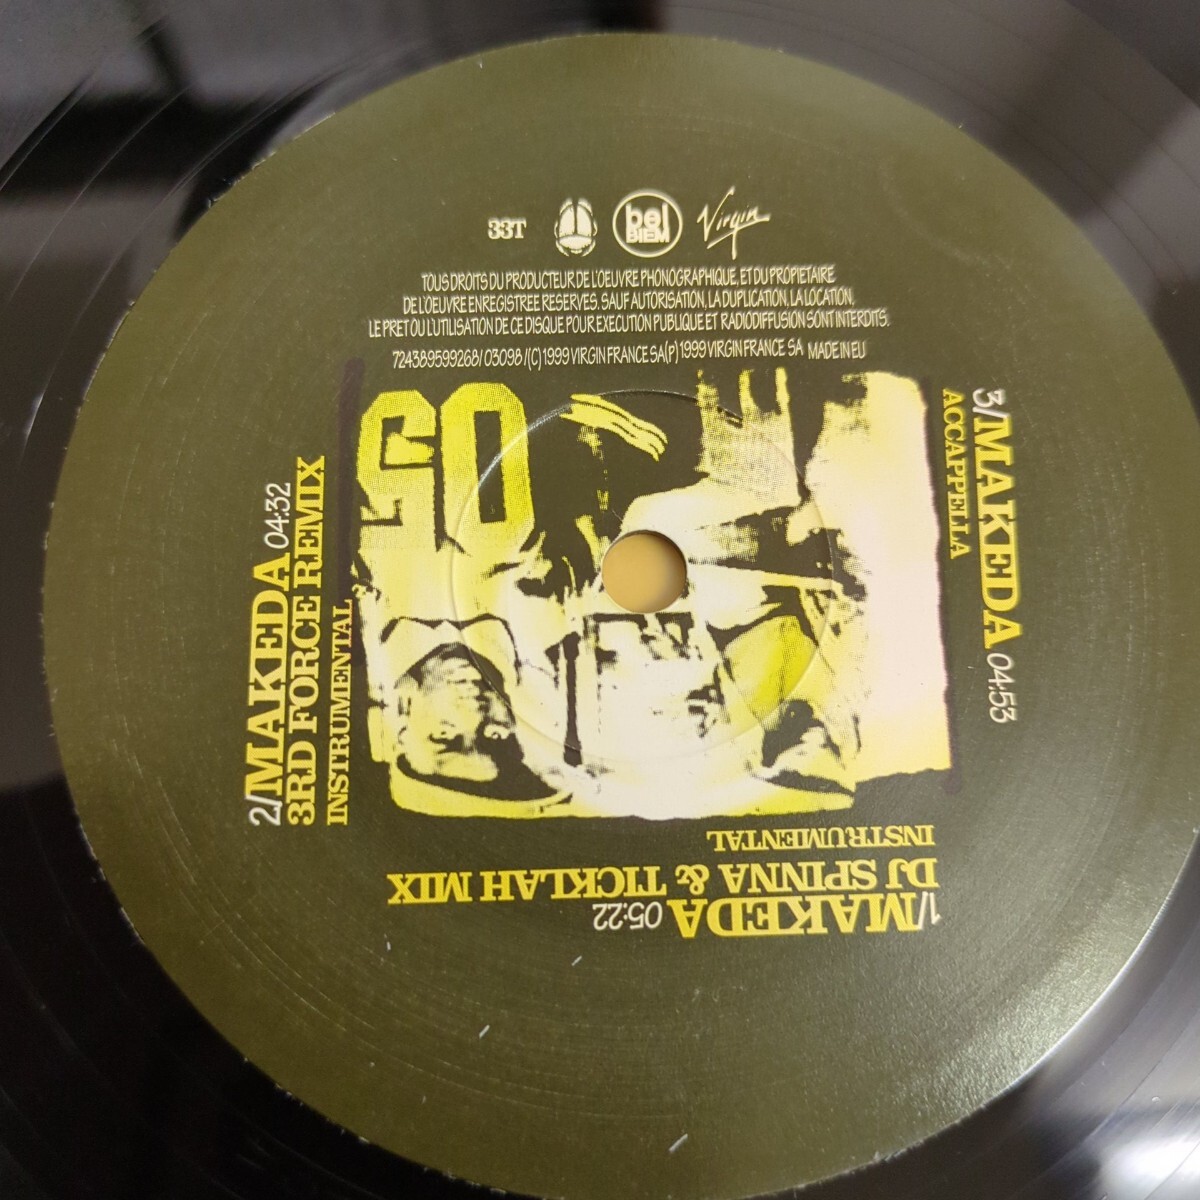 33T
bel
BIEM
Virgin
TOUS DROITS DU PRODUCTEUR DE L'OEUVRE PHONOGRAPHIQUE, ET DU PROPIETAIRE
DE L'OEUVRE ENREGISTREE RESERVES. SAUF AUTORISATION, LA DUPLICATION, LA LOCATION,
LE PRET OU L'UTILISATION DE CE DISQUE POUR EXECUTION PUBLIQUE ET RADIODIFFUSION SONT INTERDITS.
724389599268/ 03098 /(C) 1999 VIRGIN FRANCE SA(P) 1999 VIRGIN FRANCE SA MADE IN EU
1/MAKEDA 05:22
DJ SPINNA & TICKLAH MIX
INSTRUMENTAL
2/MAKEDA 04:32
3RD FORCE REMIX
INSTRUMENTAL
3/MAKEDA 04:53
ACCAPPELLA
05